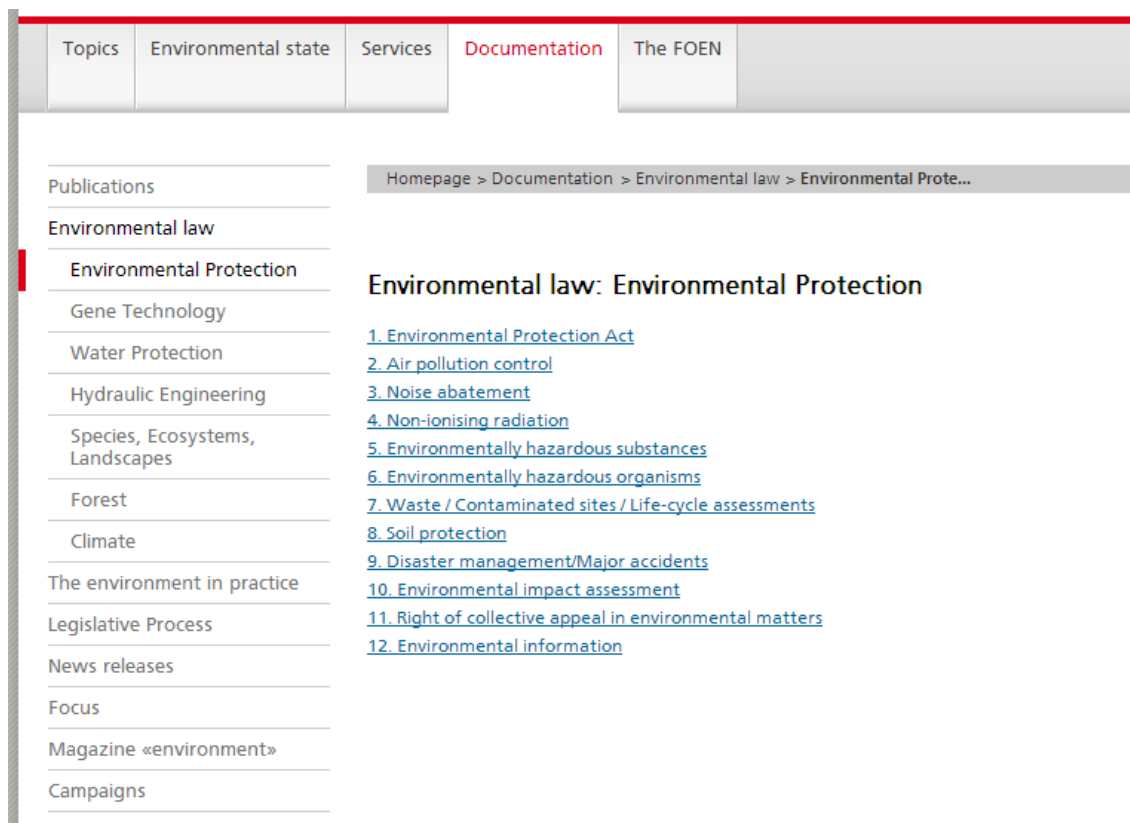 Topics
Environmental state
Services
Documentation
The FOEN
Publications
Environmental law
Environmental Protection
Gene Technology
Water Protection
Hydraulic Engineering
Species, Ecosystems,
Landscapes
Forest
Climate
The environment in practice
Legislative Process
News releases
Focus
Magazine «environment»
Campaigns
Homepage > Documentation > Environmental law > Environmental Prote...
Environmental law: Environmental Protection
1. Environmental Protection Act
2. Air pollution control
3. Noise abatement
4. Non-ionising radiation
5. Environmentally hazardous substances
6. Environmentally hazardous organisms
7. Waste / Contaminated sites / Life-cycle assessments
8. Soil protection
9. Disaster management/Major accidents
10. Environmental impact assessment
11. Right of collective appeal in environmental matters
12. Environmental information